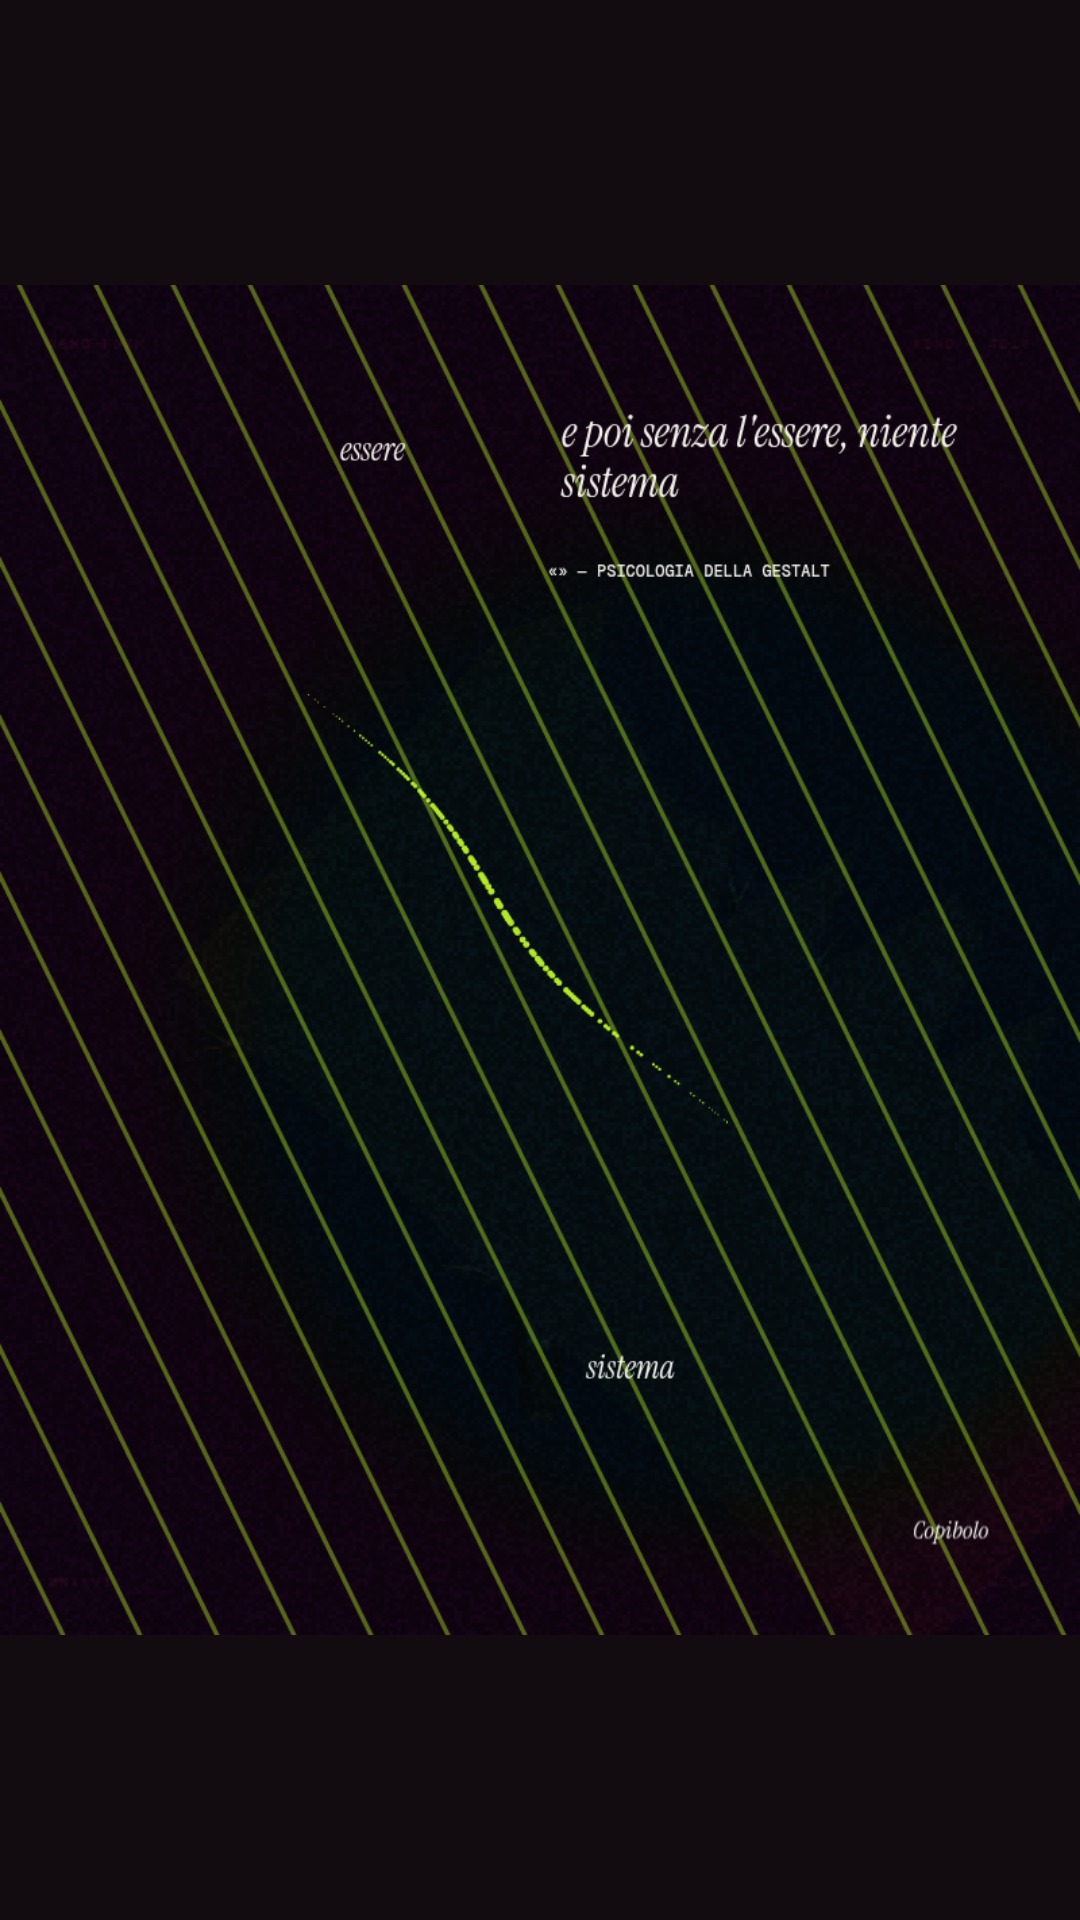 essere
e poi senza l'essere, niente
sistema
«» — PSICOLOGIA DELLA GESTALT
sistema
Copibolo